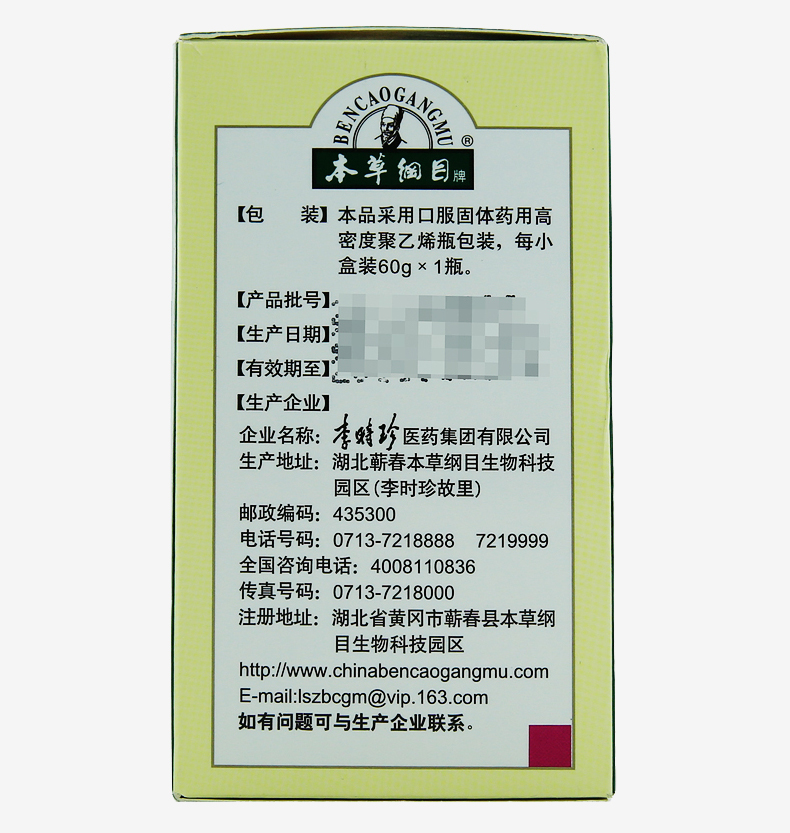 BENCAOGANGMU
®
本草纲目牌
【包 装】本品采用口服固体药用高
密度聚乙烯瓶包装，每小
盒装60g×1瓶。
【产品批号】
【生产日期】
【有效期至】
【生产企业】
企业名称：李时珍医药集团有限公司
生产地址：湖北蕲春本草纲目生物科技
园区(李时珍故里)
邮政编码：435300
电话号码：0713-7218888 7219999
全国咨询电话：4008110836
传真号码：0713-7218000
注册地址：湖北省黄冈市蕲春县本草纲
目生物科技园区
http://www.chinabencaogangmu.com
E-mail:lszbcgm@vip.163.com
如有问题可与生产企业联系。